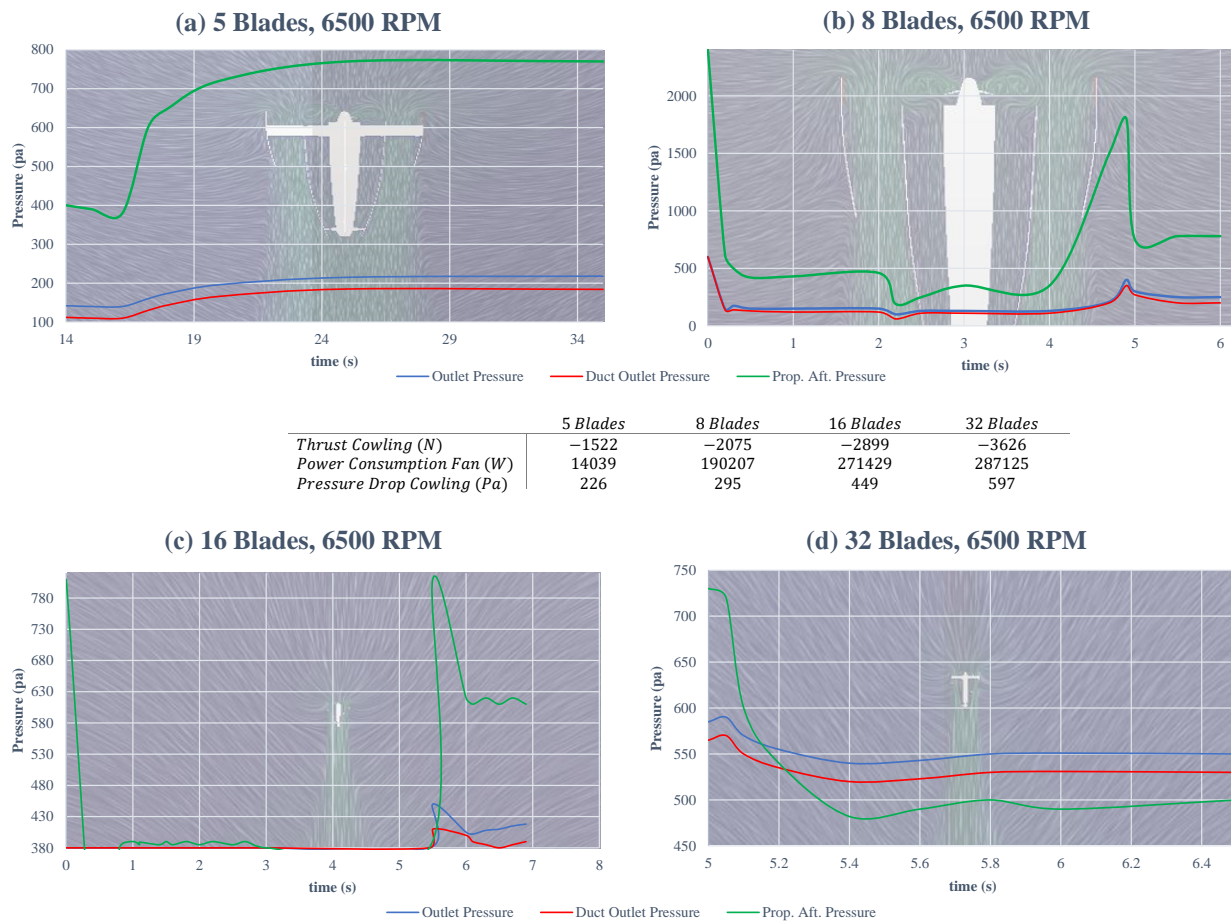 (a) 5 Blades, 6500 RPM
800
700
600
500
400
300
200
100
Pressure (pa)
14
19
24
29
34
time (s)
(b) 8 Blades, 6500 RPM
2000
1500
1000
500
0
Pressure (pa)
0
1
2
3
4
5
6
time (s)
Outlet Pressure
Duct Outlet Pressure
Prop. Aft. Pressure
5 Blades 8 Blades 16 Blades 32 Blades
Thrust Cowling (N) −1522 −2075 −2899 −3626
Power Consumption Fan (W) 14039 190207 271429 287125
Pressure Drop Cowling (Pa) 226 295 449 597
(c) 16 Blades, 6500 RPM
780
730
680
630
580
530
480
430
380
Pressure (pa)
0
1
2
3
4
5
6
7
8
time (s)
(d) 32 Blades, 6500 RPM
750
700
650
600
550
500
450
Pressure (pa)
5
5.2
5.4
5.6
5.8
6
6.2
6.4
time (s)
Outlet Pressure
Duct Outlet Pressure
Prop. Aft. Pressure